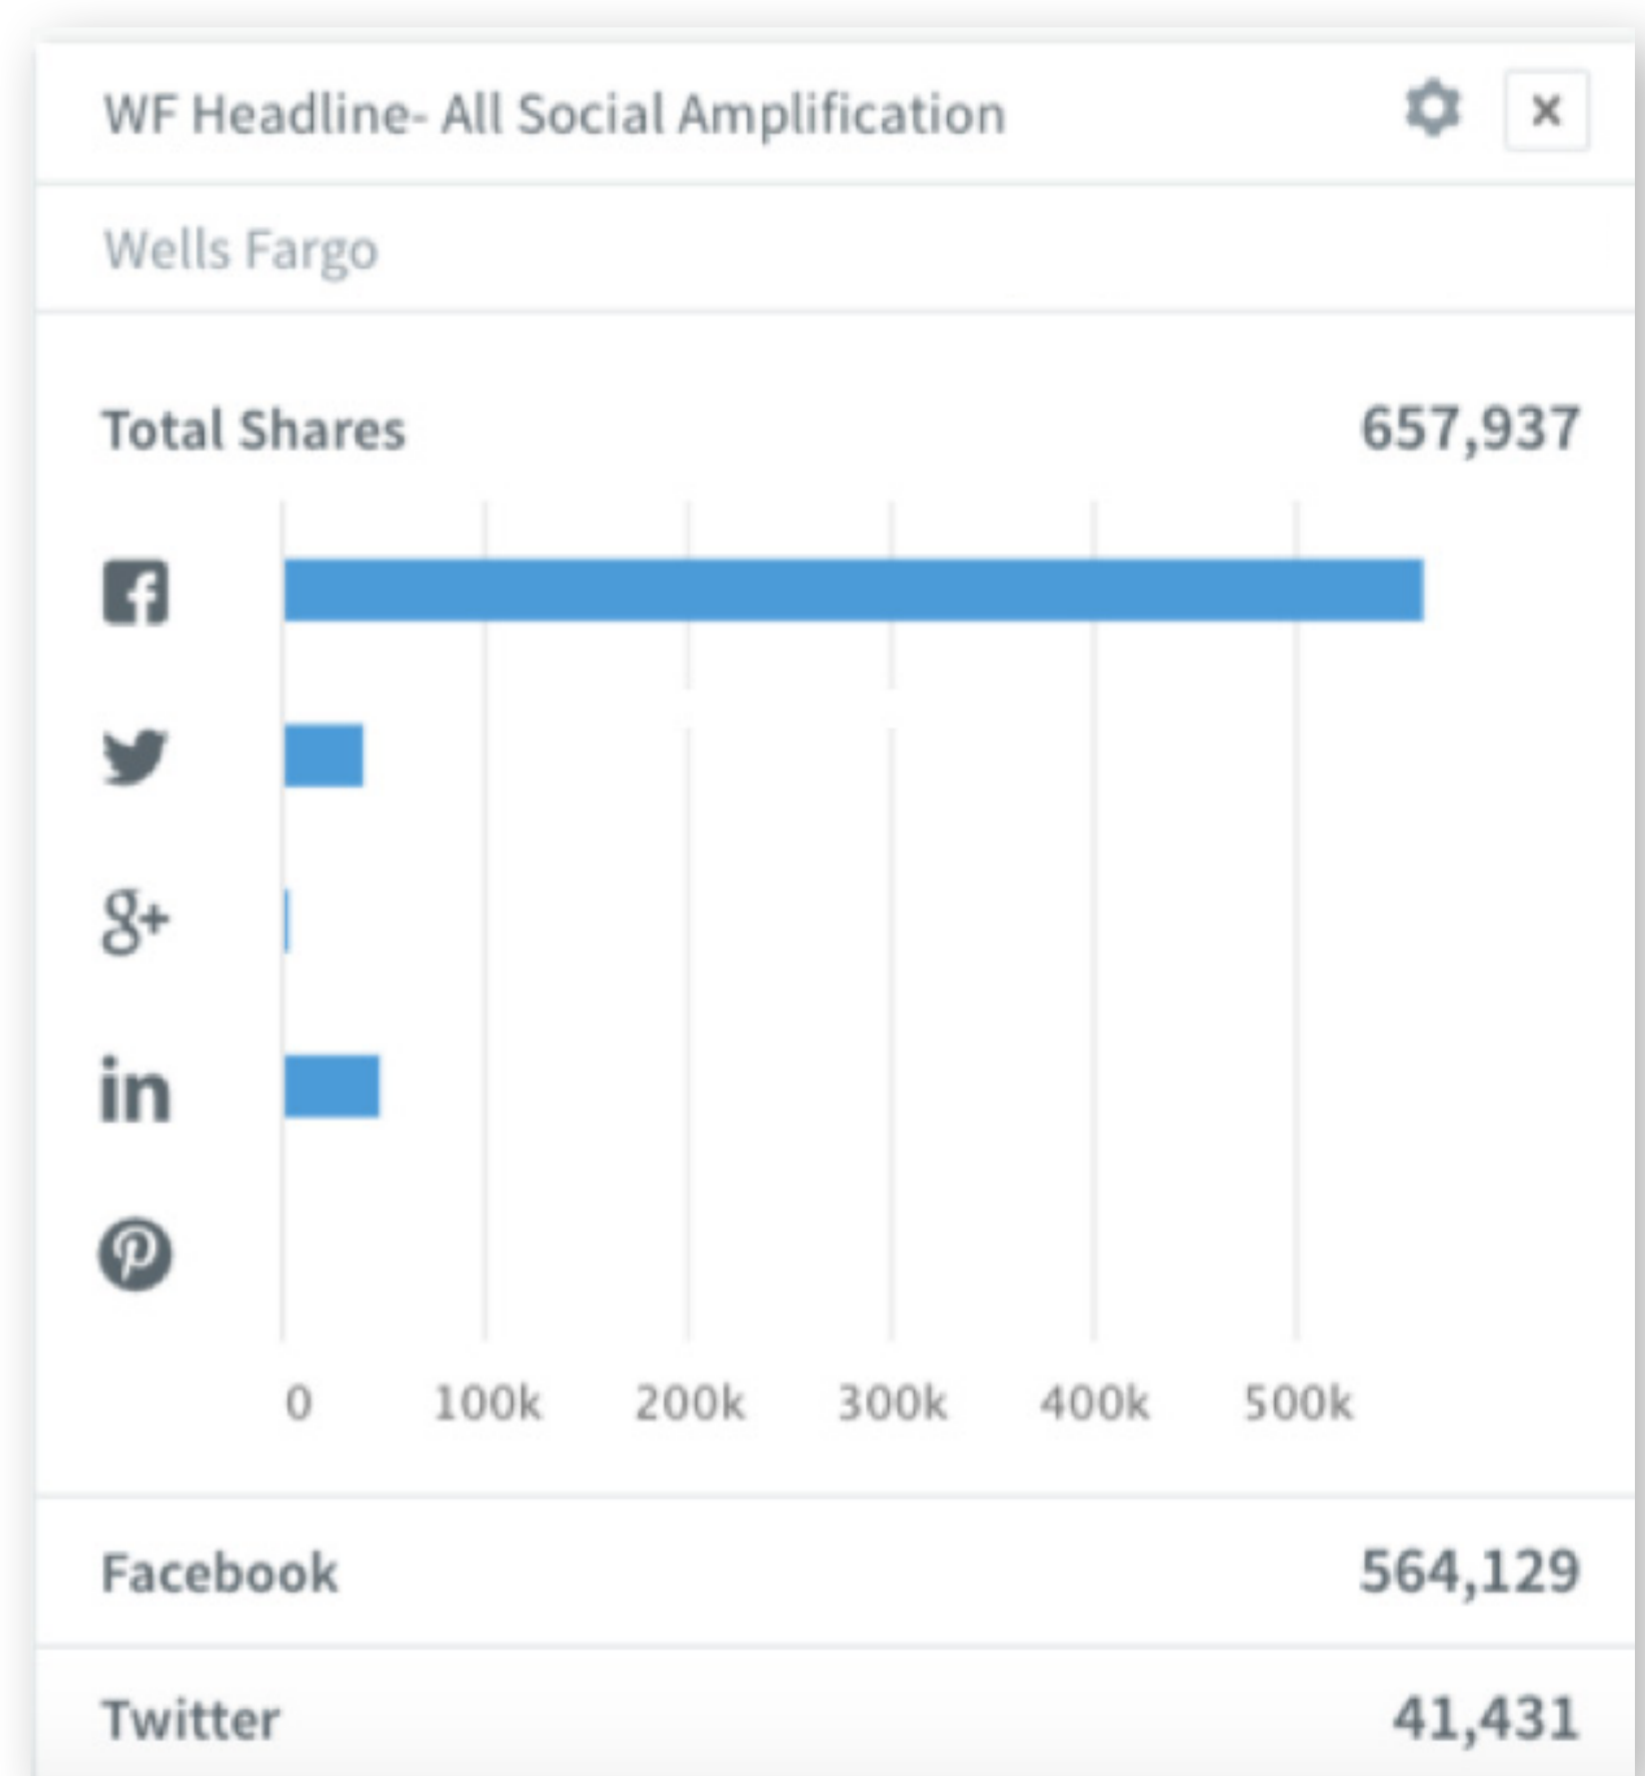 WF Headline- All Social Amplification
x
Wells Fargo
Total Shares 657,937
f
g+
in
0 100k 200k 300k 400k 500k
Facebook 564,129
Twitter 41,431